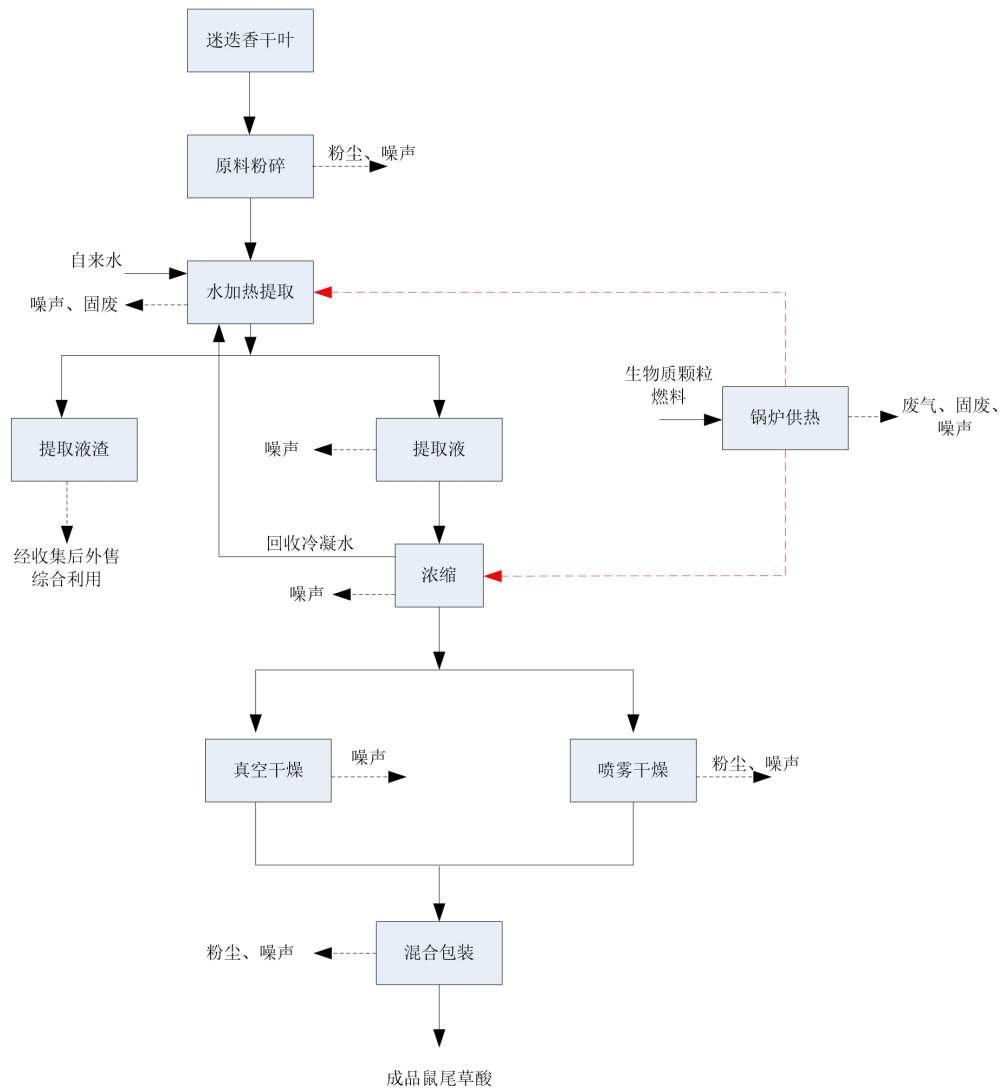 迷迭香干叶
原料粉碎
粉尘、噪声
自来水
水加热提取
噪声、固废
生物质颗粒
燃料
锅炉供热
废气、固废、
噪声
提取液渣
噪声
提取液
经收集后外售
综合利用
回收冷凝水
浓缩
噪声
真空干燥
噪声
喷雾干燥
粉尘、噪声
粉尘、噪声
混合包装
成品鼠尾草酸